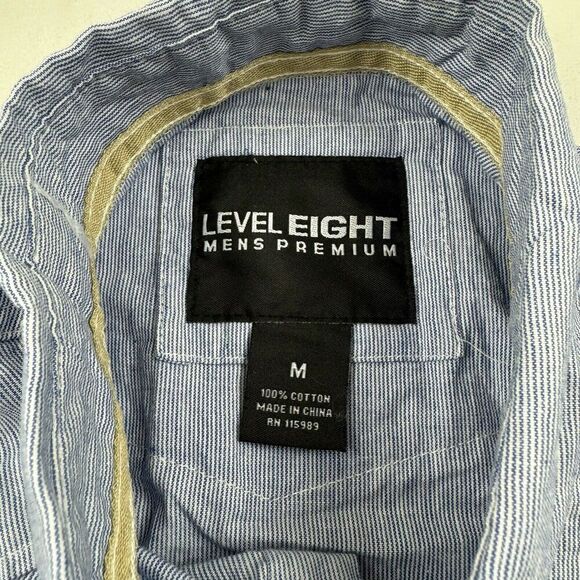 LEVEL EIGHT
MENS PREMIUM
M
100% COTTON
MADE IN CHINA
RN 115989